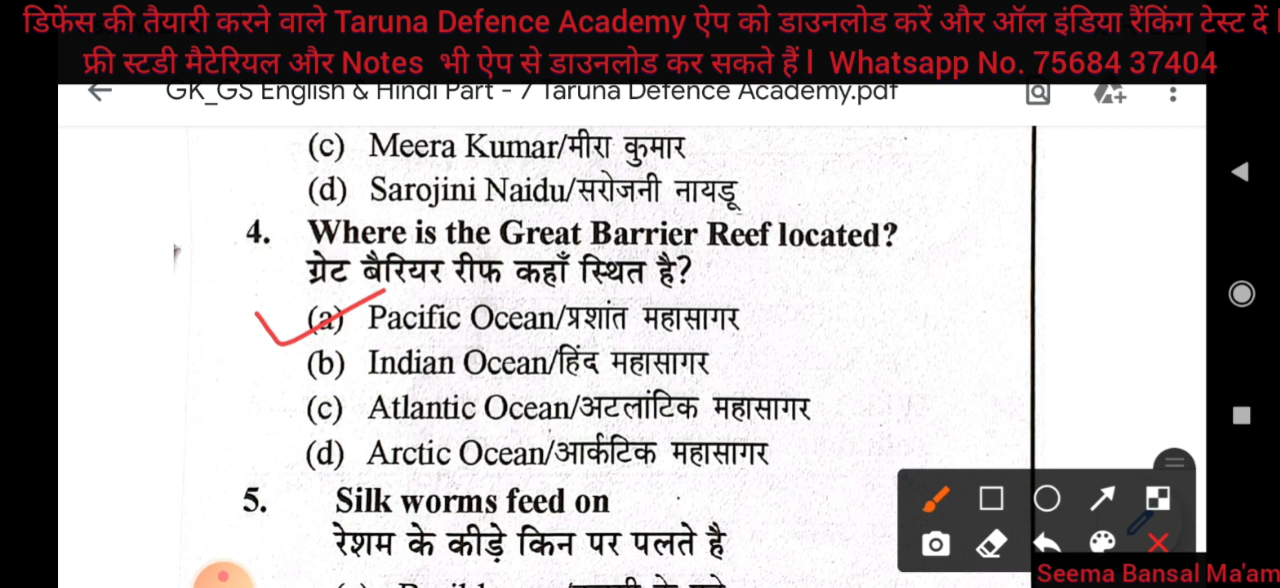 डिफेंस की तैयारी करने वाले Taruna Defence Academy ऐप को डाउनलोड करें और ऑल इंडिया रैंकिंग टेस्ट दें।
फ्री स्टडी मैटेरियल और Notes भी ऐप से डाउनलोड कर सकते हैं। Whatsapp No. 75684 37404
GK_GS English & Hindi Part - 7 Taruna Defence Academy.pdf
(c) Meera Kumar/मीरा कुमार
(d) Sarojini Naidu/सरोजनी नायडू
4. Where is the Great Barrier Reef located?
ग्रेट बैरियर रीफ कहाँ स्थित है?
(a) Pacific Ocean/प्रशांत महासागर
(b) Indian Ocean/हिंद महासागर
(c) Atlantic Ocean/अटलांटिक महासागर
(d) Arctic Ocean/आर्कटिक महासागर
5. Silk worms feed on
रेशम के कीड़े किन पर पलते है
Seema Bansal Ma'am